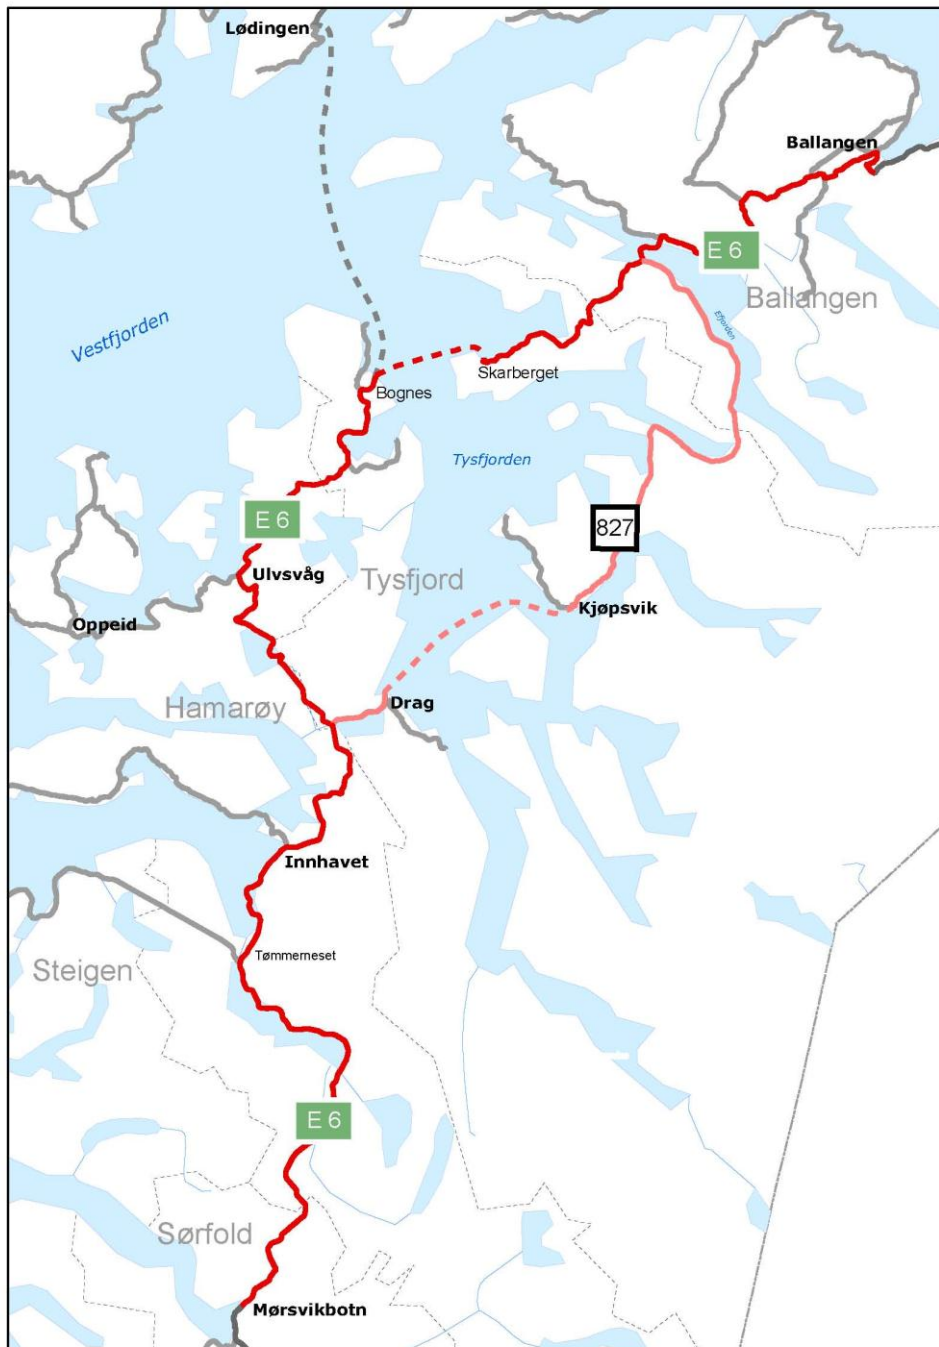 Lødingen
Ballangen
E 6
Ballangen
Efjorden
Vestfjorden
Skarberget
Bognes
Tysfjorden
E 6
827
Ulvsvåg
Tysfjord
Kjøpsvik
Oppeid
Drag
Hamarøy
Innhavet
Tømmerneset
Steigen
E 6
Sørfold
Mørsvikbotn